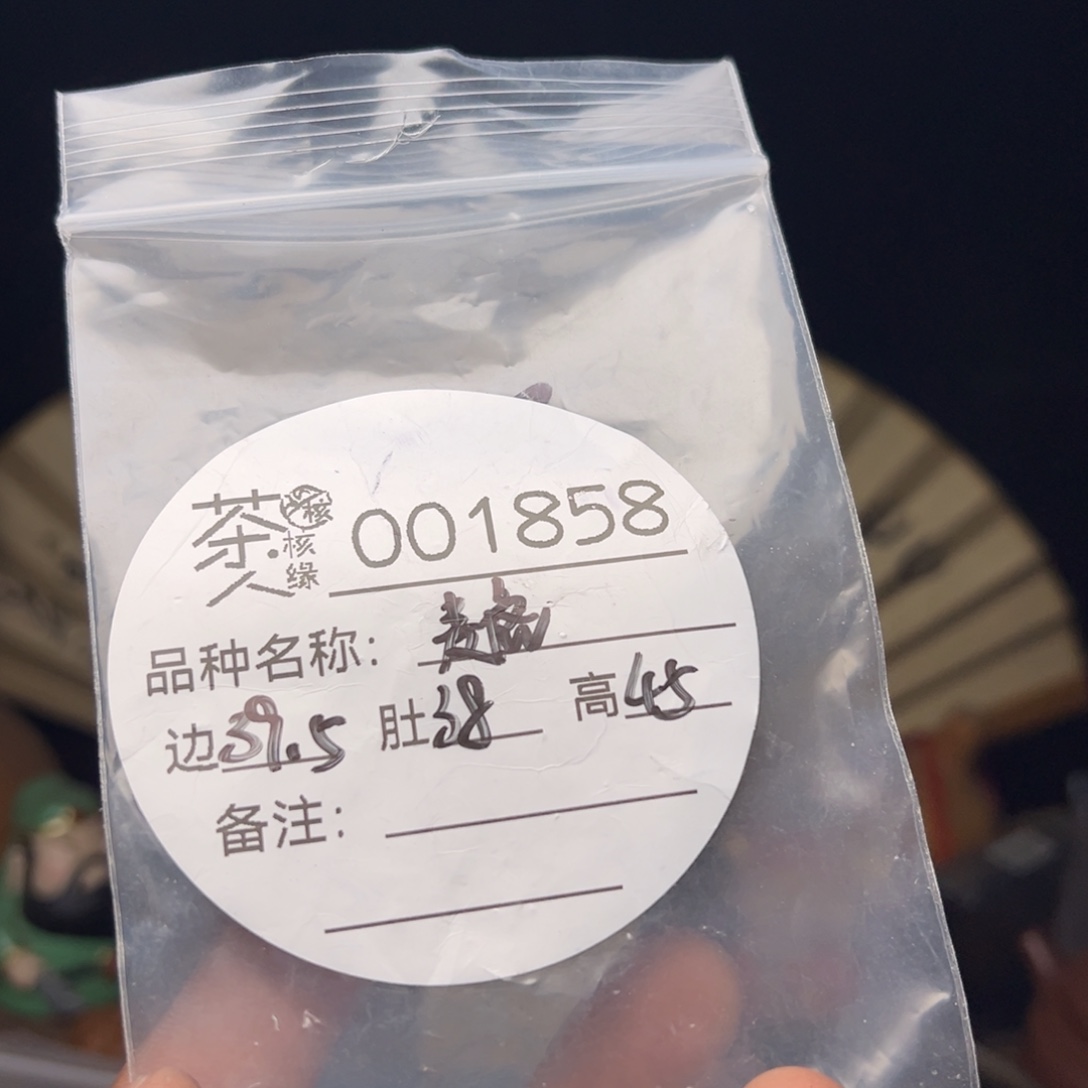 茶人 核缘 001858
品种名称：
边39.5 肚38 高45
备注：